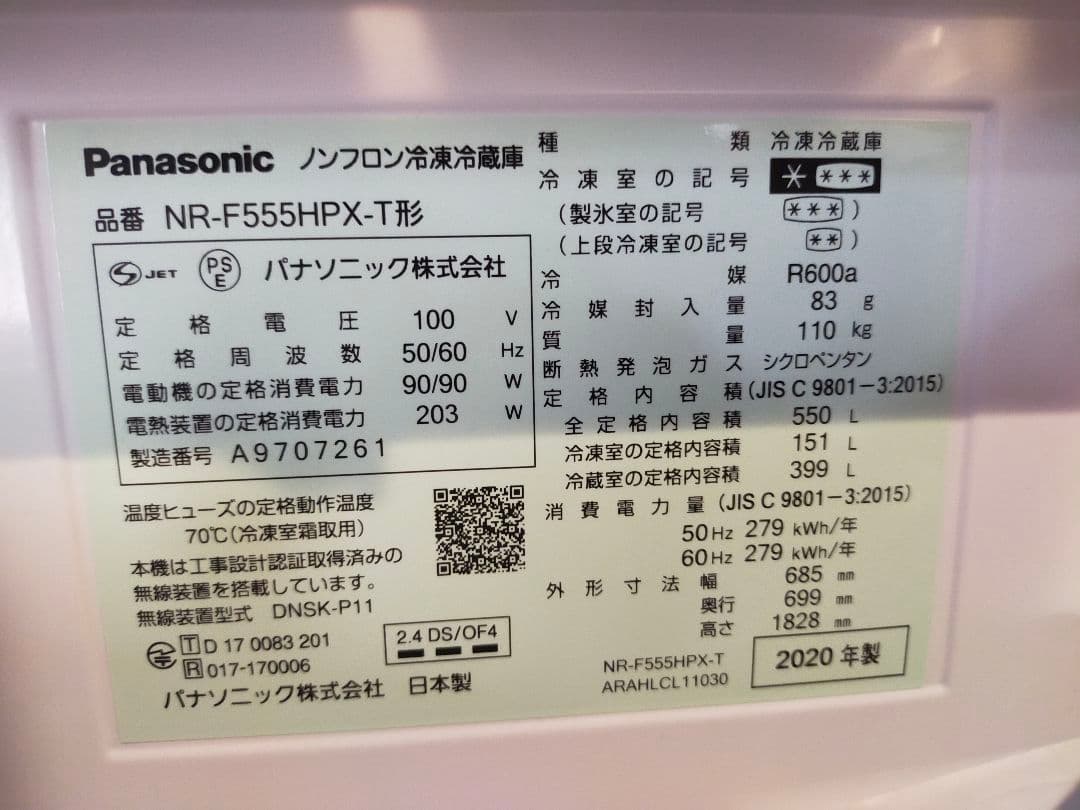 Panasonic ノンフロン冷凍冷蔵庫
品番 NR-F555HPX-T形
JET PS E パナソニック株式会社
定格電圧 100 V
定格周波数 50/60 Hz
電動機の定格消費電力 90/90 W
電熱装置の定格消費電力 203 W
製造番号 A9707261
温度ヒューズの定格動作温度
70℃(冷凍室霜取用)
本機は工事設計認証取得済みの
無線装置を搭載しています。
無線装置型式 DNSK-P11
T D 17 0083 201
R 017-170006
2.4 DS/OF4
パナソニック株式会社 日本製
種類 冷凍冷蔵庫
冷凍室の記号 * ***
(製氷室の記号 ***)
(上段冷凍室の記号 **)
冷媒 R600a
冷媒封入量 83 g
質量 110 kg
断熱発泡ガス シクロペンタン
定格内容積(JIS C 9801-3:2015)
全定格内容積 550 L
冷凍室の定格内容積 151 L
冷蔵室の定格内容積 399 L
消費電力量(JIS C 9801-3:2015)
50Hz 279 kWh/年
60Hz 279 kWh/年
外形寸法 幅 685 mm
奥行 699 mm
高さ 1828 mm
NR-F555HPX-T
ARAHLCL11030
2020年製